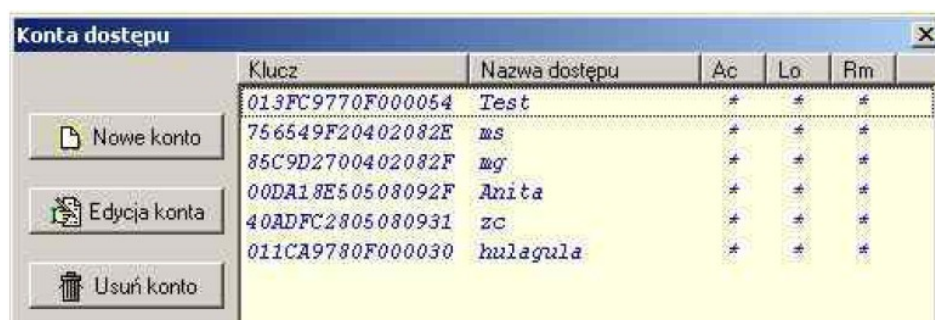 Konta dostępu
Klucz Nazwa dostępu Ac Lo Rm
013FC9770F000054 Test * * *
756549F20402082E ms * * *
85C9D2700402082F mg * * *
00DA18E50508092F Anita * * *
40ADFC2805080931 zc * * *
011CA9780F000030 hulagula * * *
Nowe konto
Edycja konta
Usuń konto